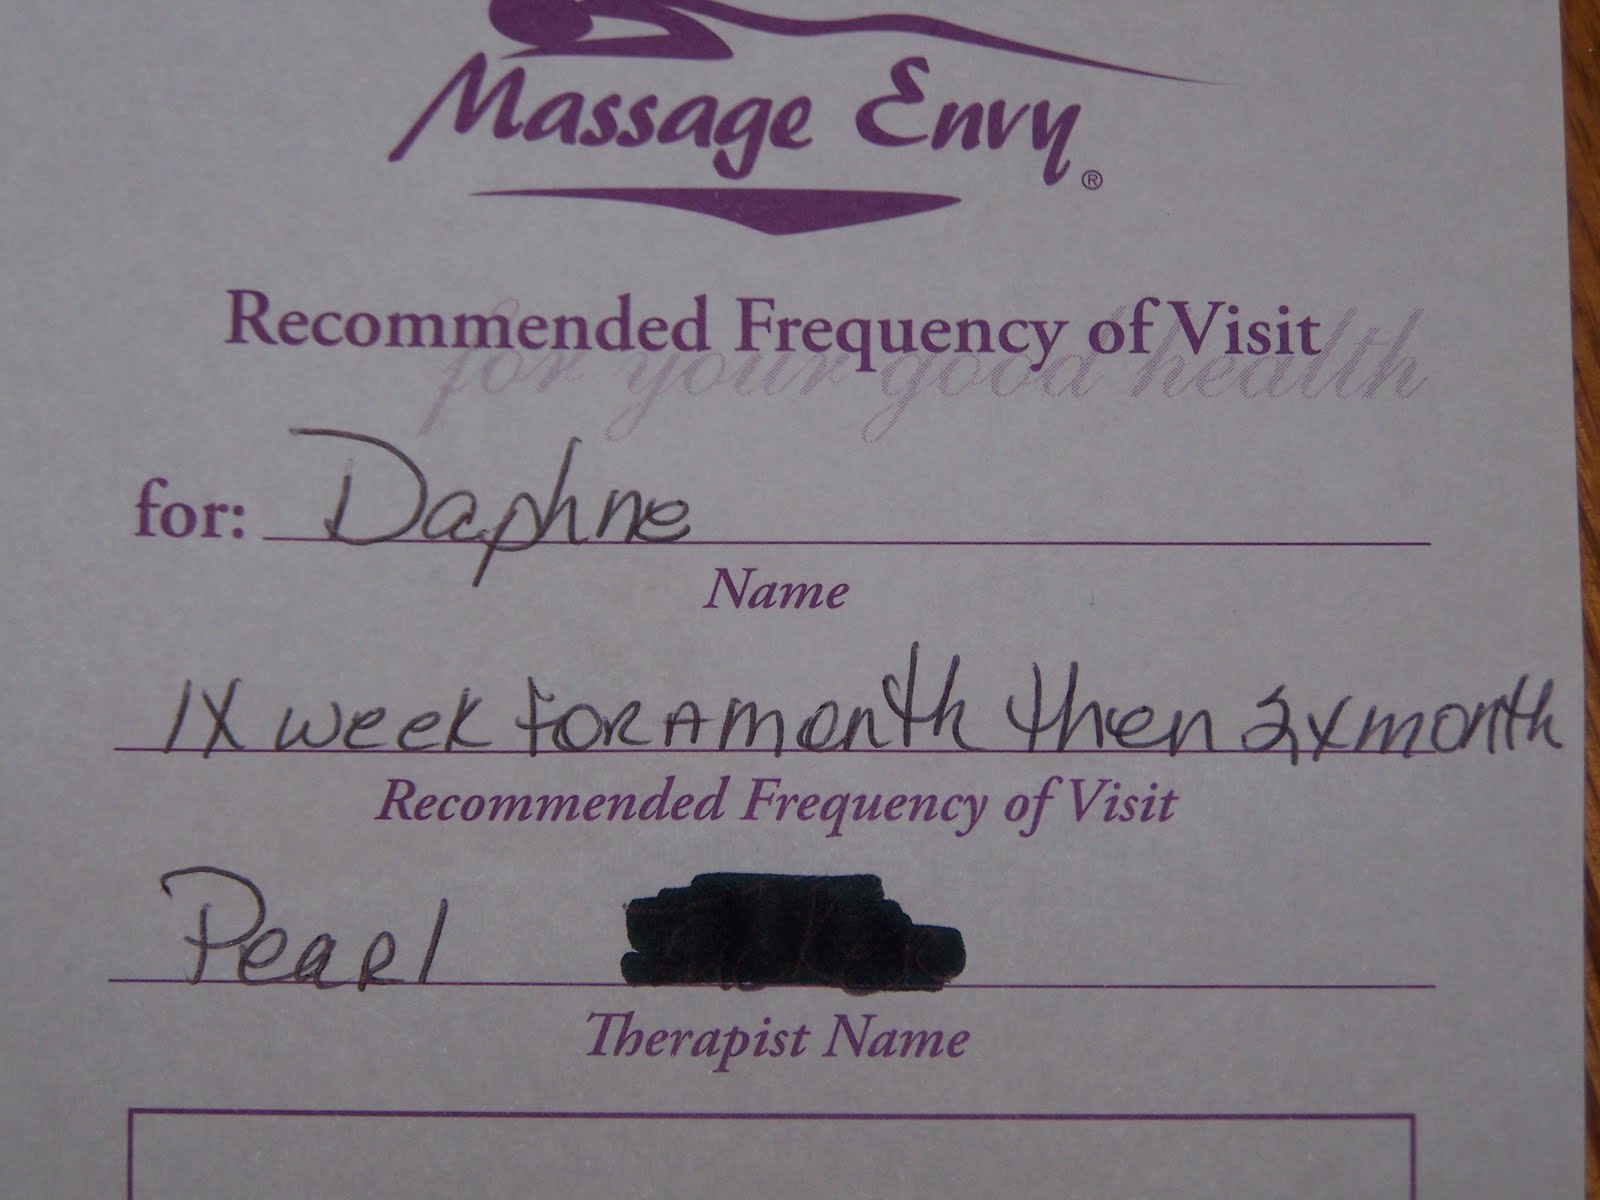 Massage Envy®
Recommended Frequency of Visit
for your good health
for: Daphne
Name
1X week for a month then 2x month
Recommended Frequency of Visit
Pearl
Therapist Name